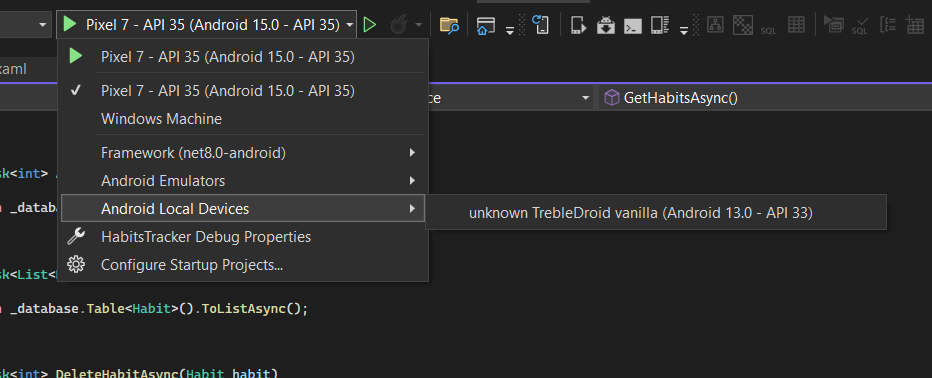 Pixel 7 - API 35 (Android 15.0 - API 35)
SQL
xaml
Pixel 7 - API 35 (Android 15.0 - API 35)
Pixel 7 - API 35 (Android 15.0 - API 35)
ce
GetHabitsAsync()
Windows Machine
Framework (net8.0-android)
sk<int>
Android Emulators
n _datab
Android Local Devices
unknown TrebleDroid vanilla (Android 13.0 - API 33)
HabitsTracker Debug Properties
Configure Startup Projects...
sk<List<
n _database.Table<Habit>().ToListAsync();
sk<int> DeleteHabitAsync(Habit habit)